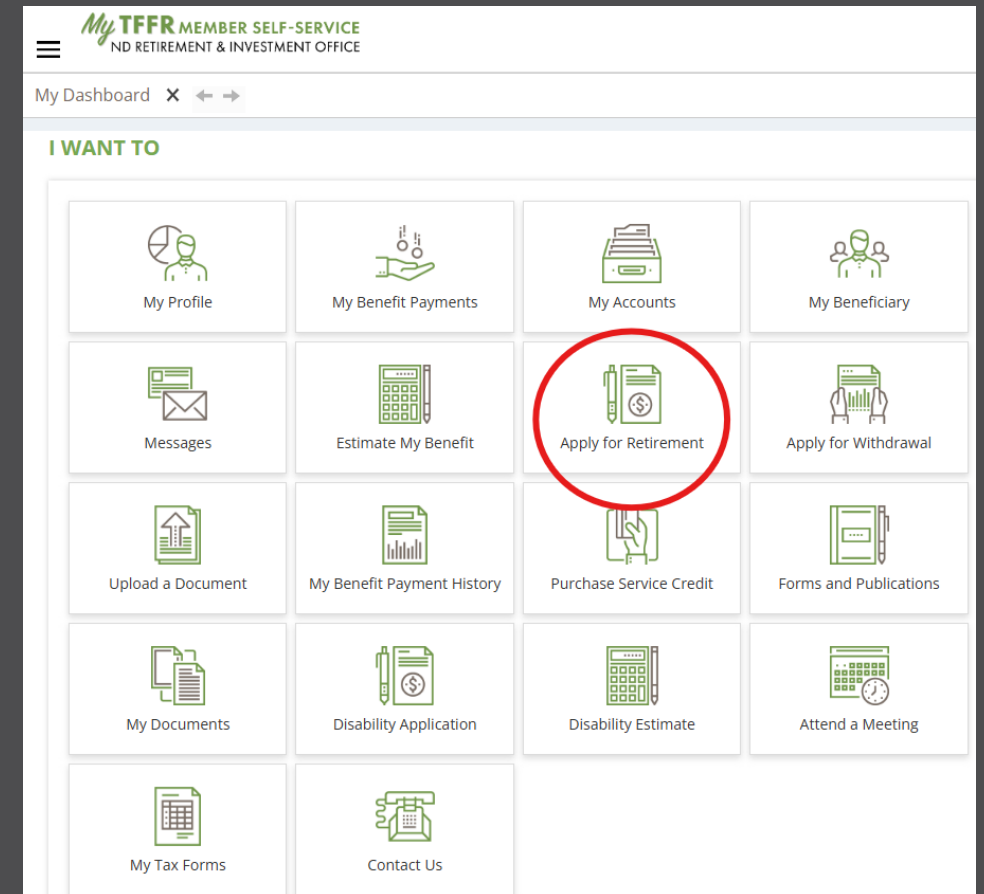 My TFFR MEMBER SELF-SERVICE
ND RETIREMENT & INVESTMENT OFFICE
My Dashboard
I WANT TO
My Profile
My Benefit Payments
My Accounts
My Beneficiary
Messages
Estimate My Benefit
Apply for Retirement
Apply for Withdrawal
Upload a Document
My Benefit Payment History
Purchase Service Credit
Forms and Publications
My Documents
Disability Application
Disability Estimate
Attend a Meeting
My Tax Forms
Contact Us